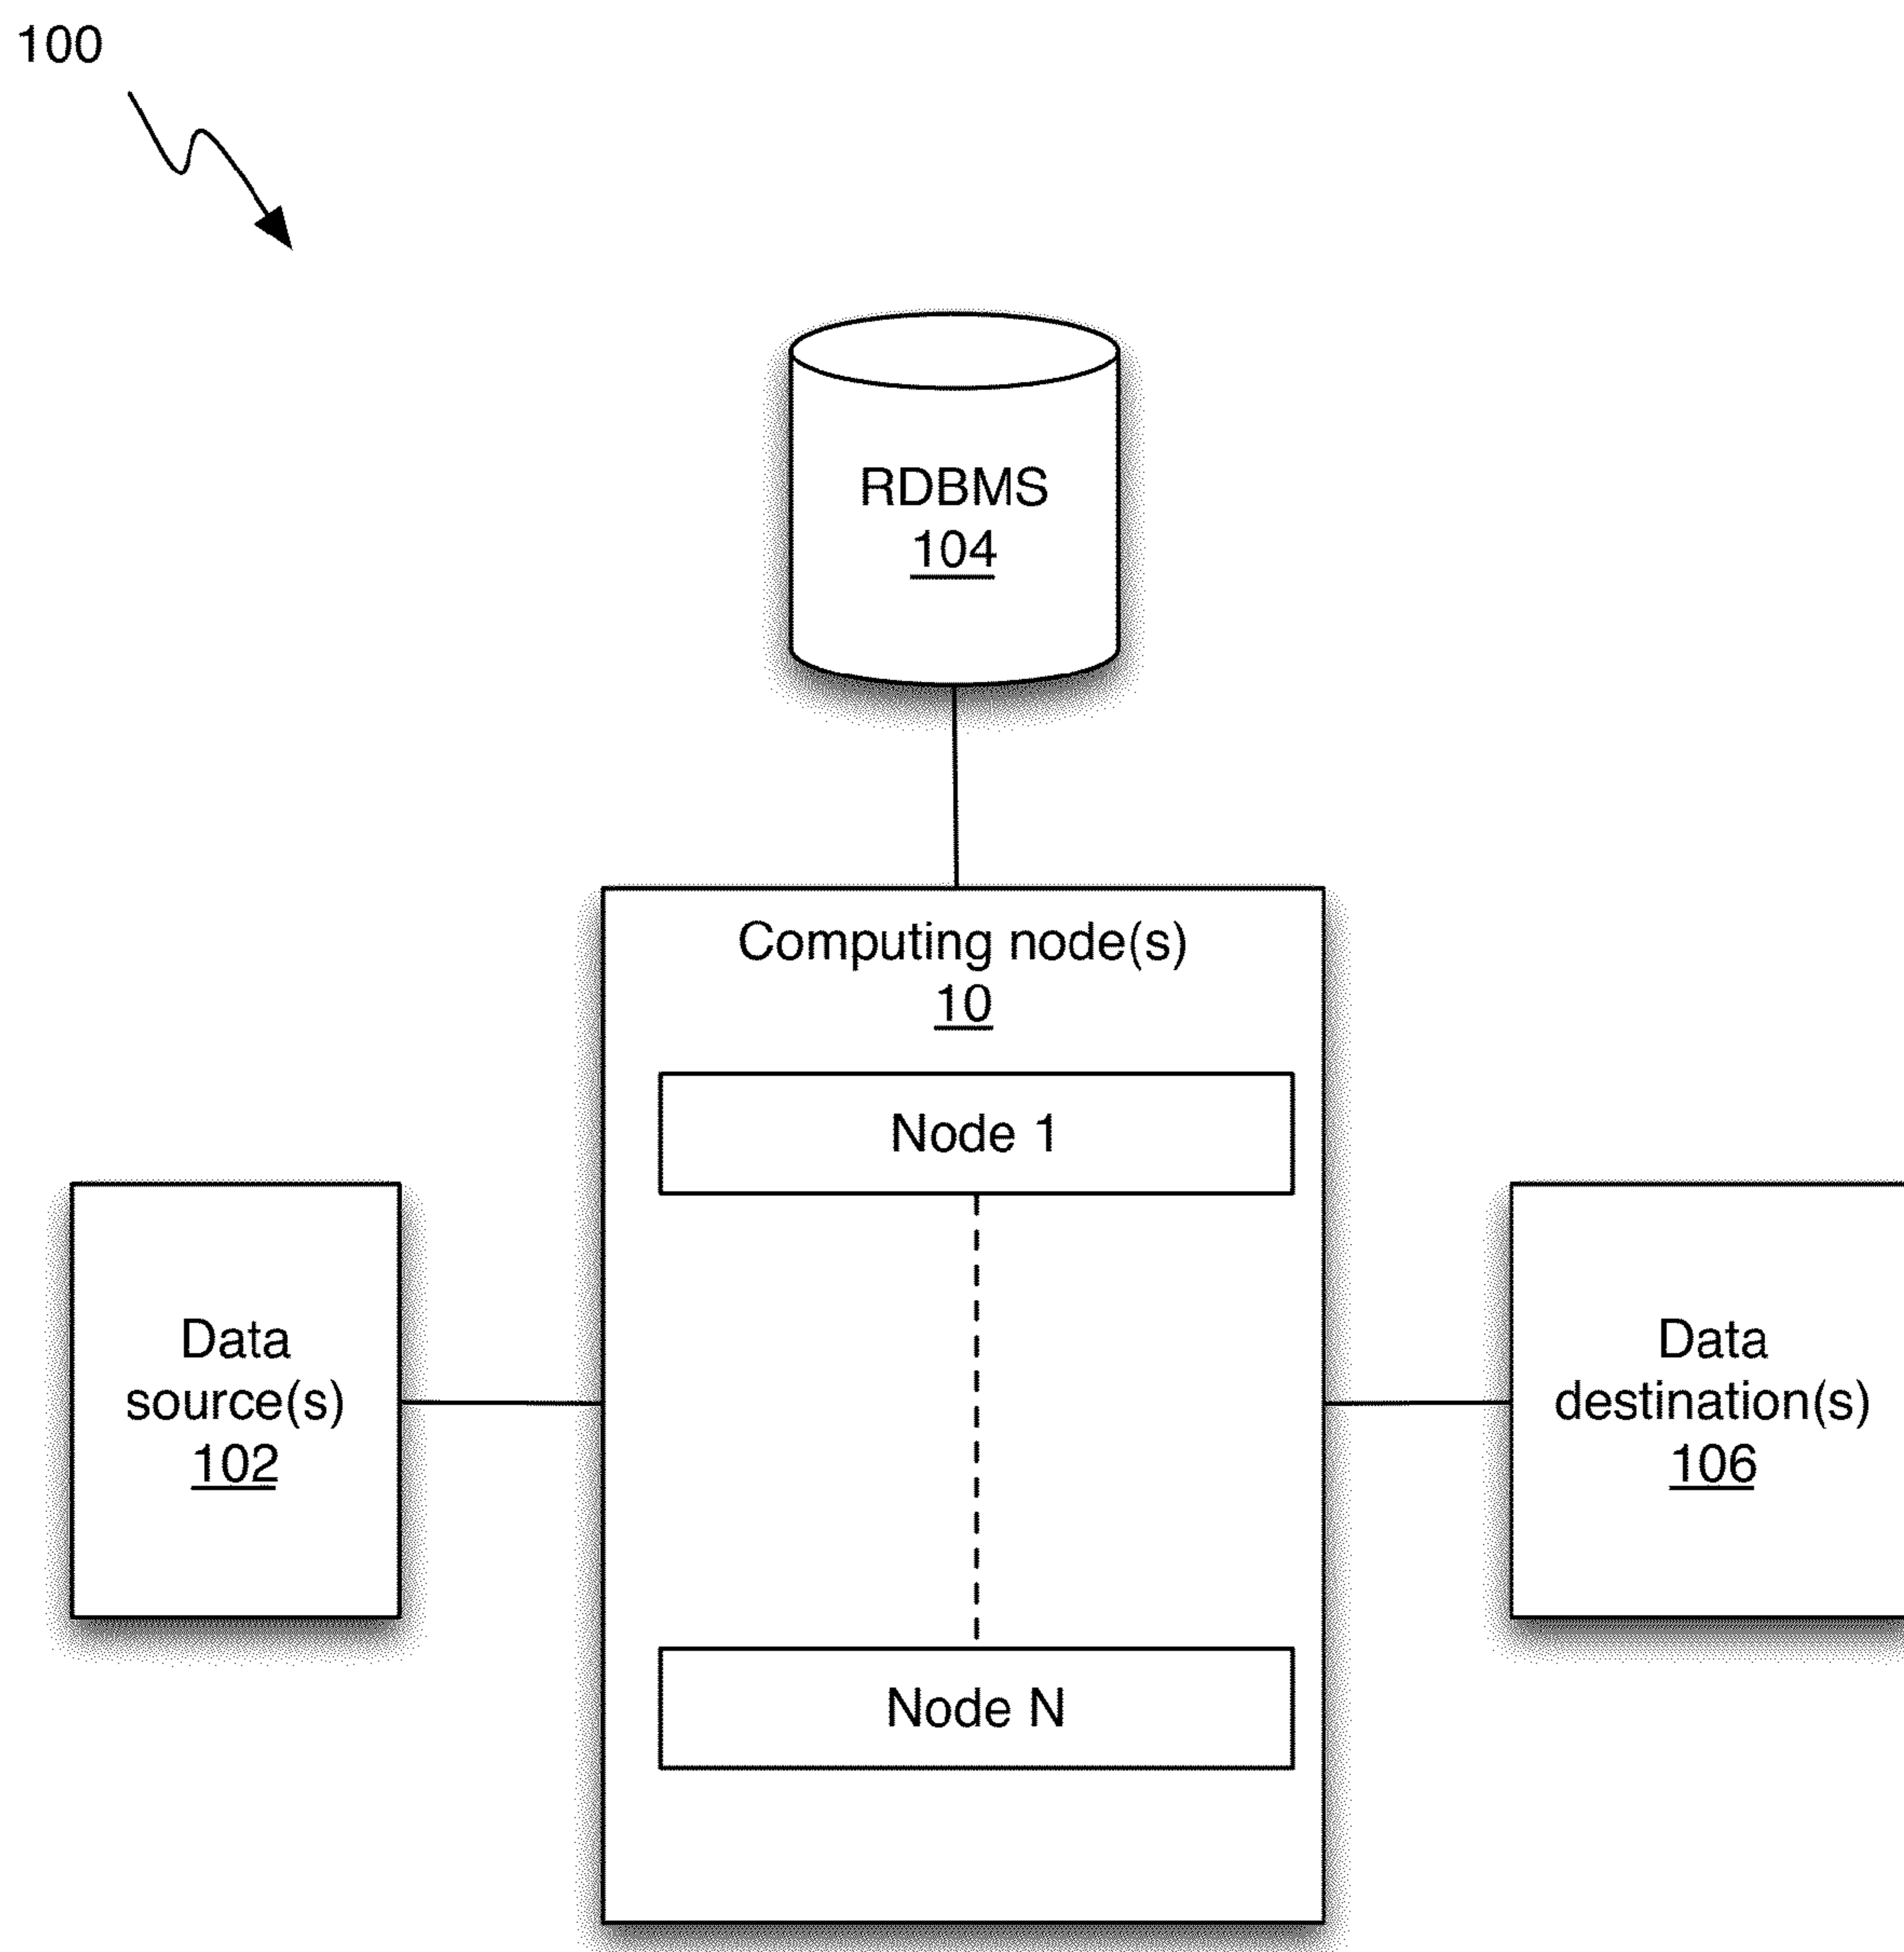 100
RDBMS
104
Computing node(s)
10
Node 1
Data
source(s)
102
Data
destination(s)
106
Node N